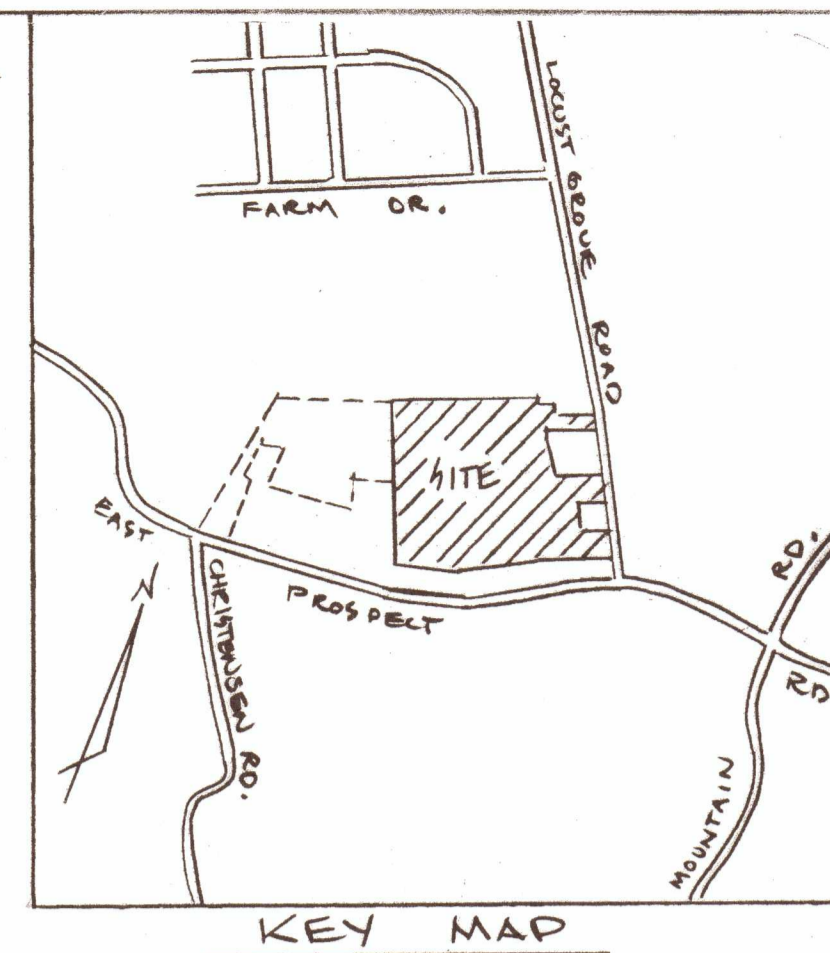 LOCUST GROVE ROAD
FARM DR.
SITE
EAST PROSPECT RD
N
CHRISTENSEN RD.
MOUNTAIN RD.
KEY MAP